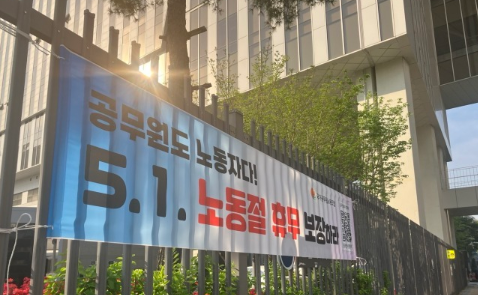 공무원도 노동자다!
5.1. 노동절 휴무 보장하라